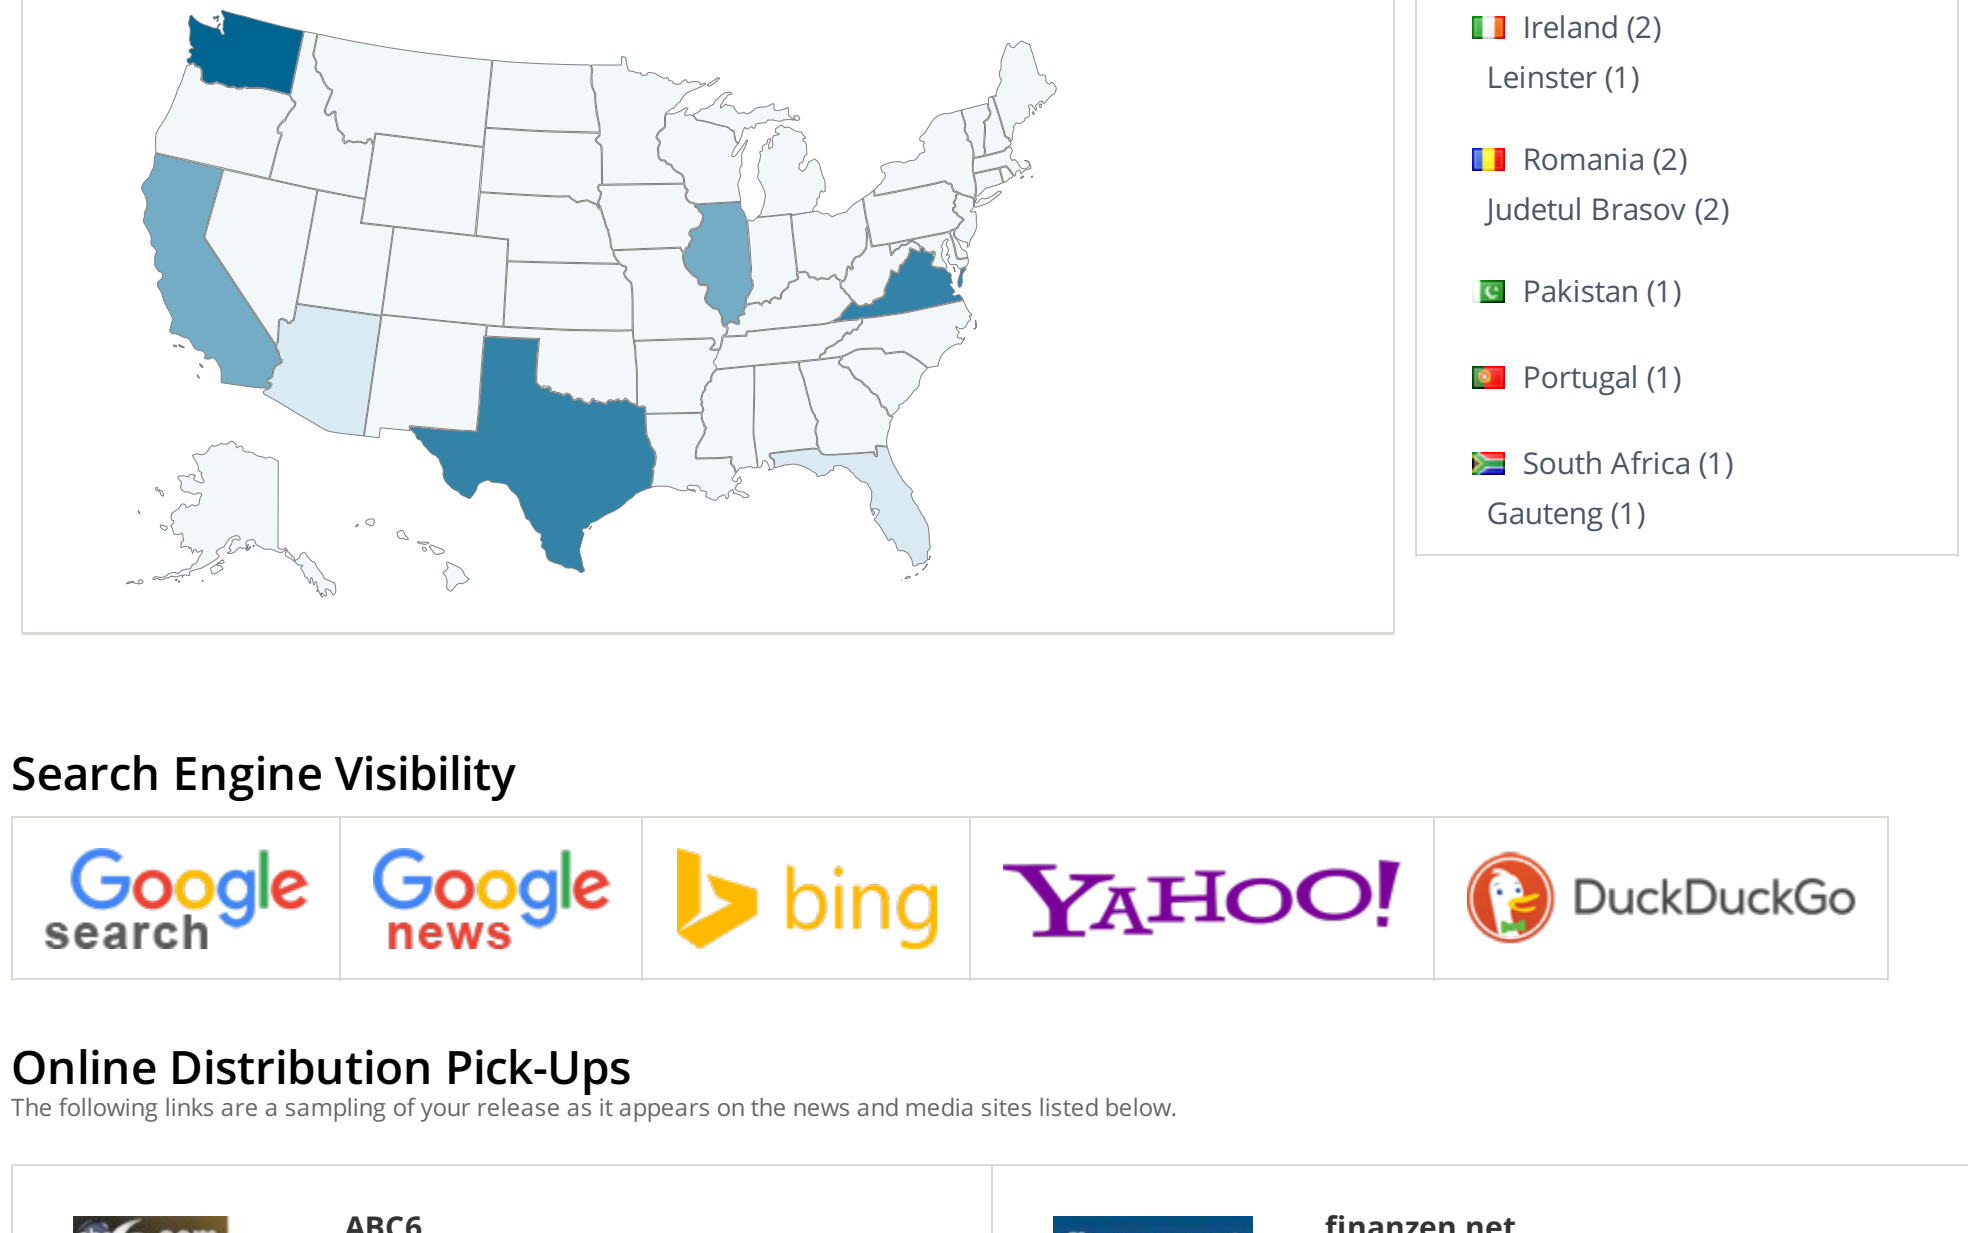 Ireland (2)
Leinster (1)
Romania (2)
Judetul Brasov (2)
Pakistan (1)
Portugal (1)
South Africa (1)
Gauteng (1)
Search Engine Visibility
Google search
Google news
bing
YAHOO!
DuckDuckGo
Online Distribution Pick-Ups
The following links are a sampling of your release as it appears on the news and media sites listed below.
ABC6
finanzen.net